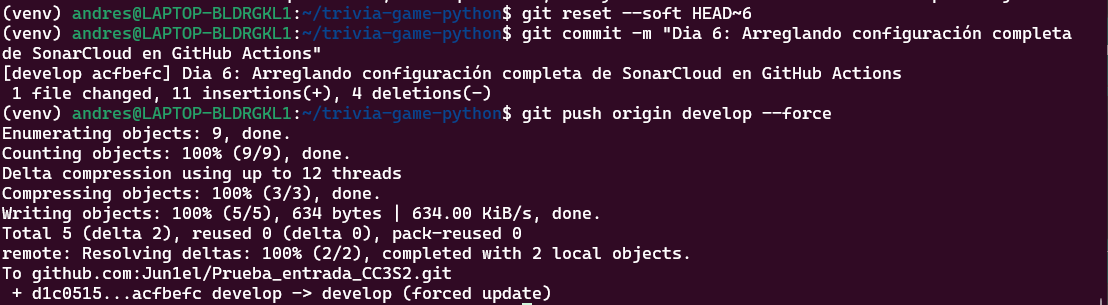 (venv) andres@LAPTOP-BLDRGKL1:~/trivia-game-python$ git reset --soft HEAD~6
(venv) andres@LAPTOP-BLDRGKL1:~/trivia-game-python$ git commit -m "Dia 6: Arreglando configuración completa
de SonarCloud en GitHub Actions"
[develop acfbefc] Dia 6: Arreglando configuración completa de SonarCloud en GitHub Actions
 1 file changed, 11 insertions(+), 4 deletions(-)
(venv) andres@LAPTOP-BLDRGKL1:~/trivia-game-python$ git push origin develop --force
Enumerating objects: 9, done.
Counting objects: 100% (9/9), done.
Delta compression using up to 12 threads
Compressing objects: 100% (3/3), done.
Writing objects: 100% (5/5), 634 bytes | 634.00 KiB/s, done.
Total 5 (delta 2), reused 0 (delta 0), pack-reused 0
remote: Resolving deltas: 100% (2/2), completed with 2 local objects.
To github.com:Jun1el/Prueba_entrada_CC3S2.git
 + d1c0515...acfbefc develop -> develop (forced update)